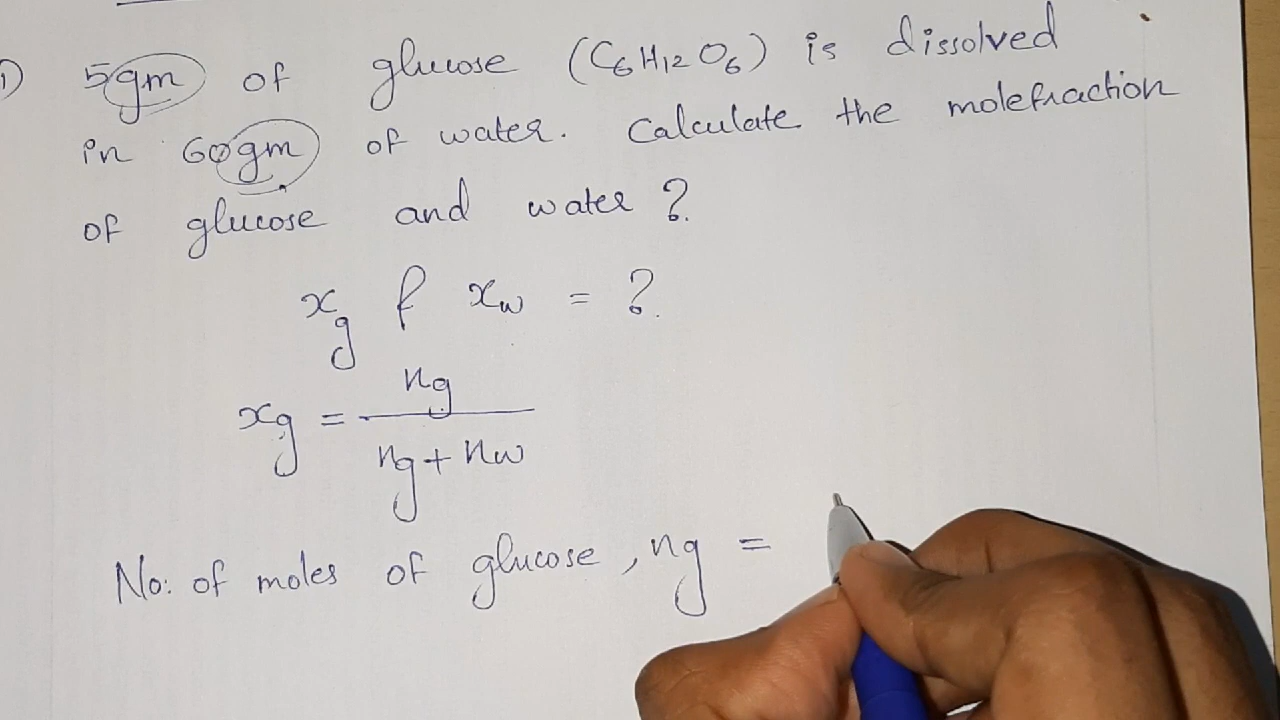 1) 5gm of glucose (C6H12O6) is dissolved
in 60gm of water. Calculate the molefraction
of glucose and water ?
xg & xw = ?
xg = ng
ng + nw
No: of moles of glucose, ng =